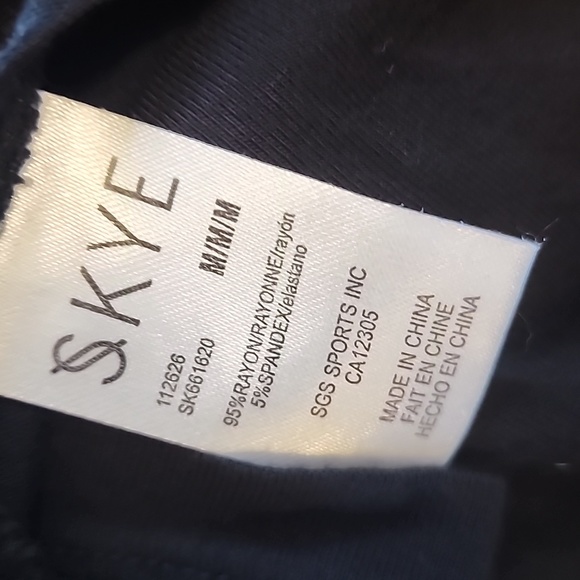 SKYE
M/M/M
112626
SK661620
95%RAYON/RAYONNE/rayón
5%SPANDEX/elastano
SGS SPORTS INC
CA12305
MADE IN CHINA
FAIT EN CHINE
HECHO EN CHINA